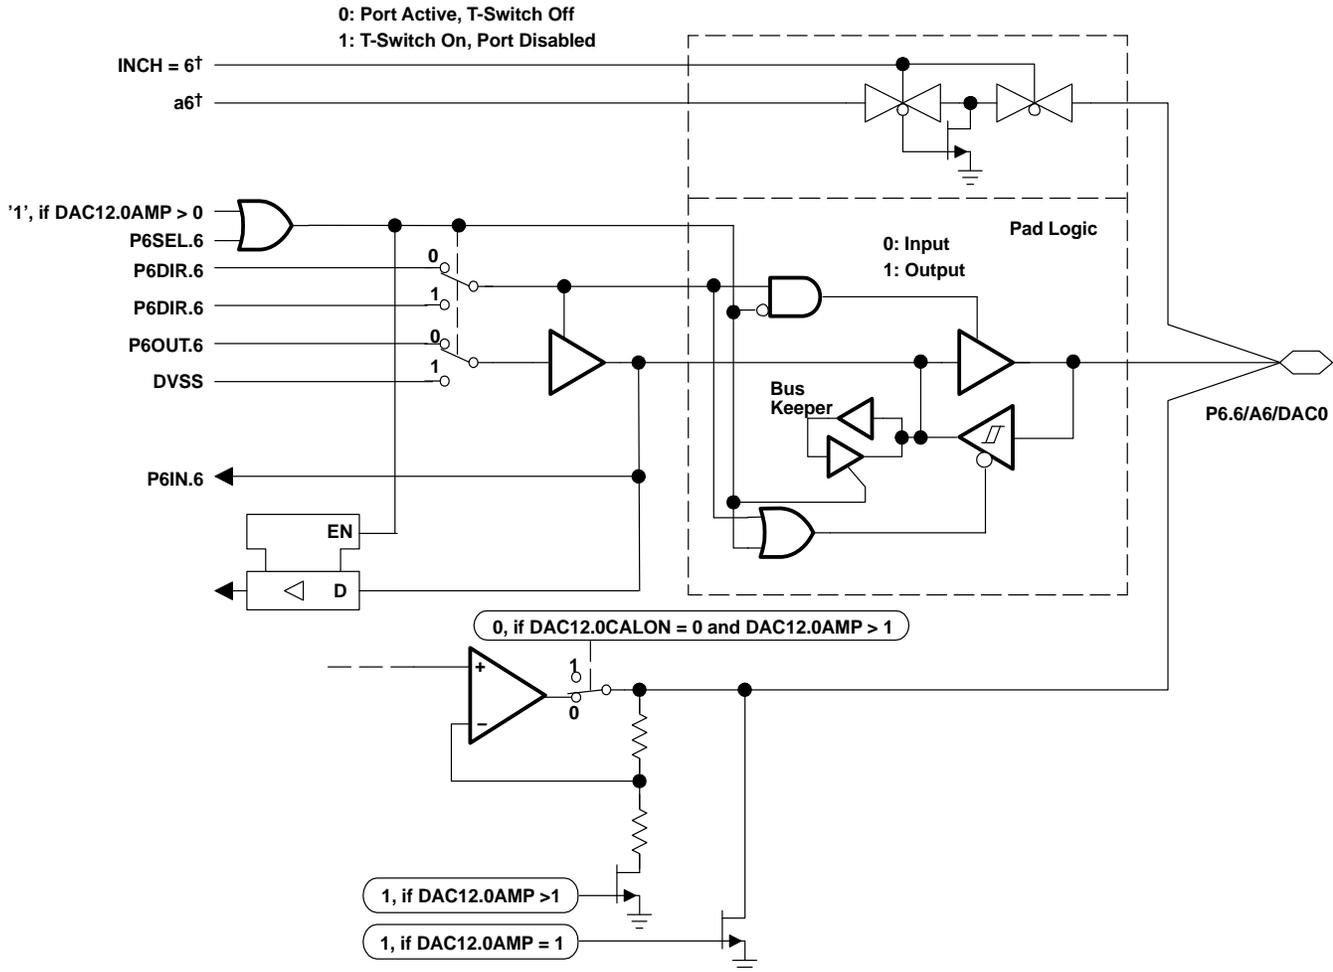 0: Port Active, T-Switch Off
1: T-Switch On, Port Disabled
INCH = 6†
a6†
’1’, if DAC12.0AMP > 0
P6SEL.6
P6DIR.6
0
P6DIR.6
1
P6OUT.6
0
DVSS
1
Pad Logic
0: Input
1: Output
Bus
Keeper
P6.6/A6/DAC0
P6IN.6
EN
D
0, if DAC12.0CALON = 0 and DAC12.0AMP > 1
+
−
1
0
1, if DAC12.0AMP >1
1, if DAC12.0AMP = 1